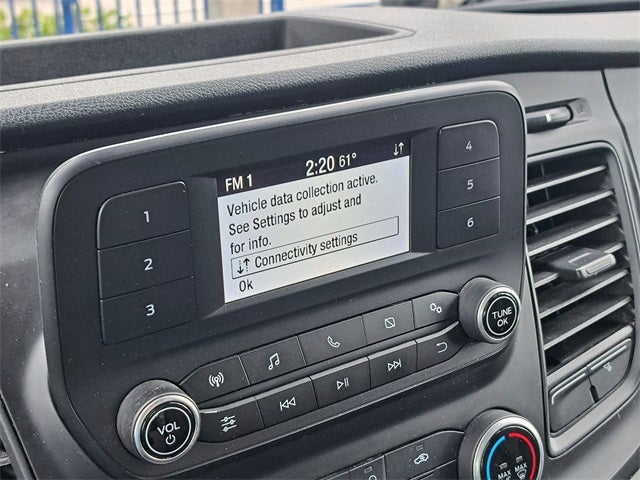 FM 1 2:20 61°
Vehicle data collection active.
See Settings to adjust and
for info.
Connectivity settings
Ok
1
2
3
4
5
6
TUNE
OK
VOL
MAX
A/C
MAX